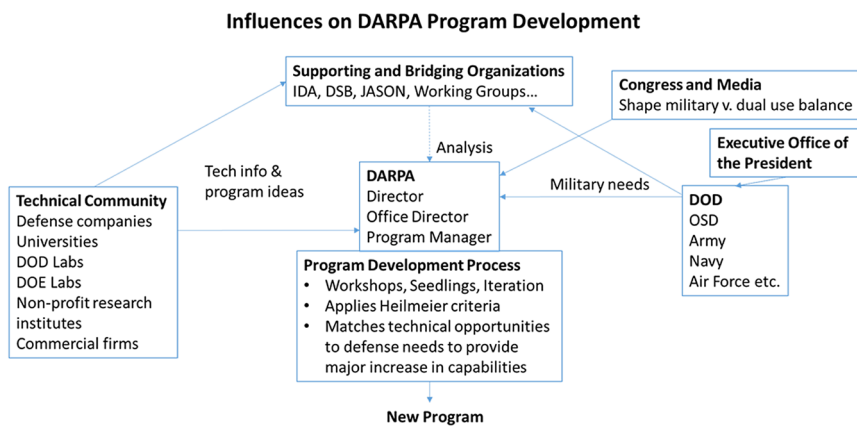 Influences on DARPA Program Development
Supporting and Bridging Organizations
IDA, DSB, JASON, Working Groups...
Congress and Media
Shape military v. dual use balance
Executive Office of
the President
Analysis
Tech info &
program ideas
Military needs
Technical Community
Defense companies
Universities
DOD Labs
DOE Labs
Non-profit research
institutes
Commercial firms
DARPA
Director
Office Director
Program Manager
DOD
OSD
Army
Navy
Air Force etc.
Program Development Process
• Workshops, Seedlings, Iteration
• Applies Heilmeier criteria
• Matches technical opportunities
to defense needs to provide
major increase in capabilities
New Program